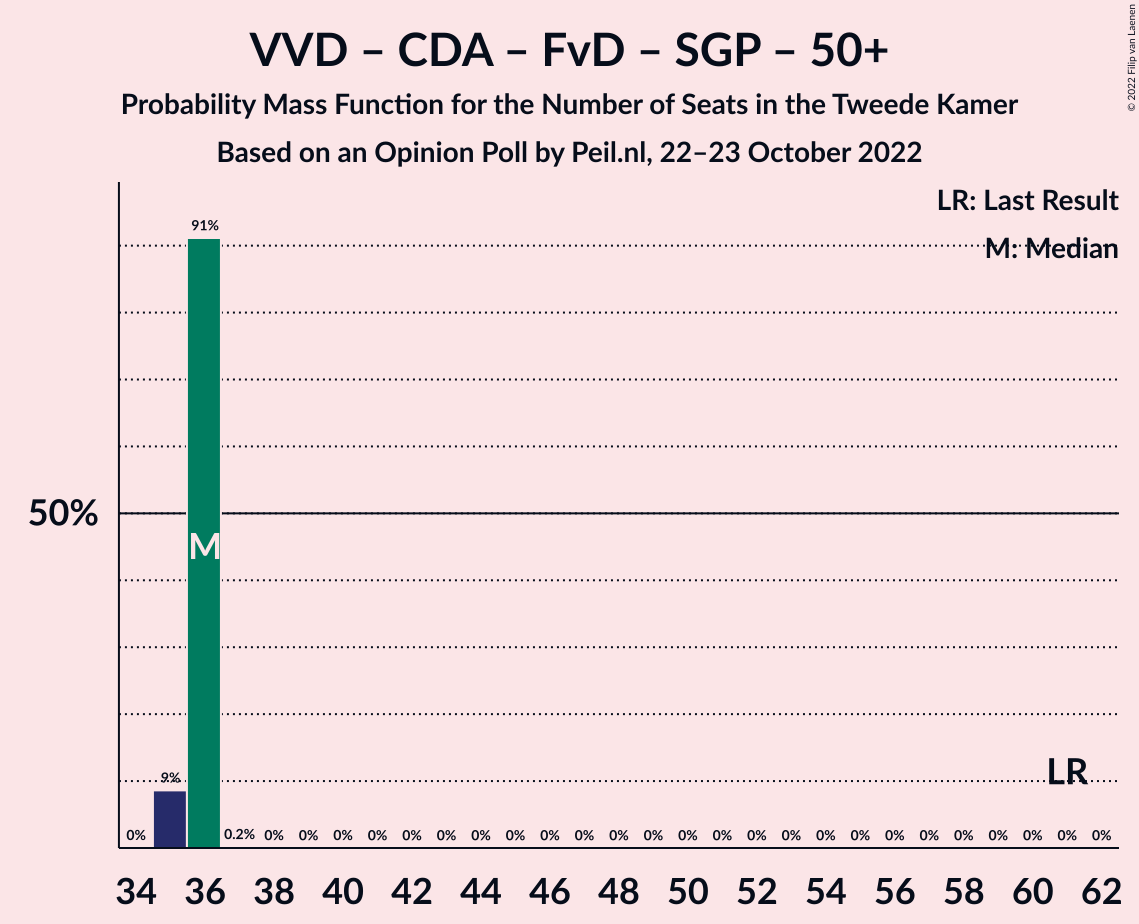 VVD – CDA – FvD – SGP – 50+
Probability Mass Function for the Number of Seats in the Tweede Kamer
Based on an Opinion Poll by Peil.nl, 22–23 October 2022
© 2022 Filip van Laenen
LR: Last Result
M: Median
91%
50%
M
9%
LR
0% 0.2% 0% 0% 0% 0% 0% 0% 0% 0% 0% 0% 0% 0% 0% 0% 0% 0% 0% 0% 0% 0% 0% 0% 0% 0% 0%
34 36 38 40 42 44 46 48 50 52 54 56 58 60 62